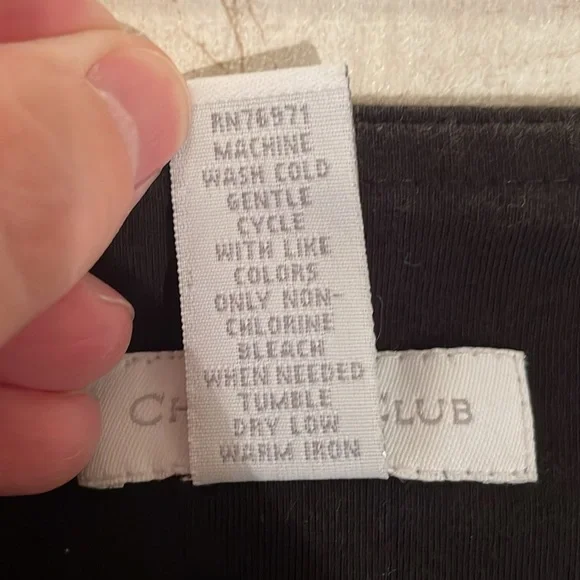 RN76971
MACHINE
WASH COLD
GENTLE
CYCLE
WITH LIKE
COLORS
ONLY NON-
CHLORINE
BLEACH
WHEN NEEDED
TUMBLE
DRY LOW
WARM IRON
CLUB